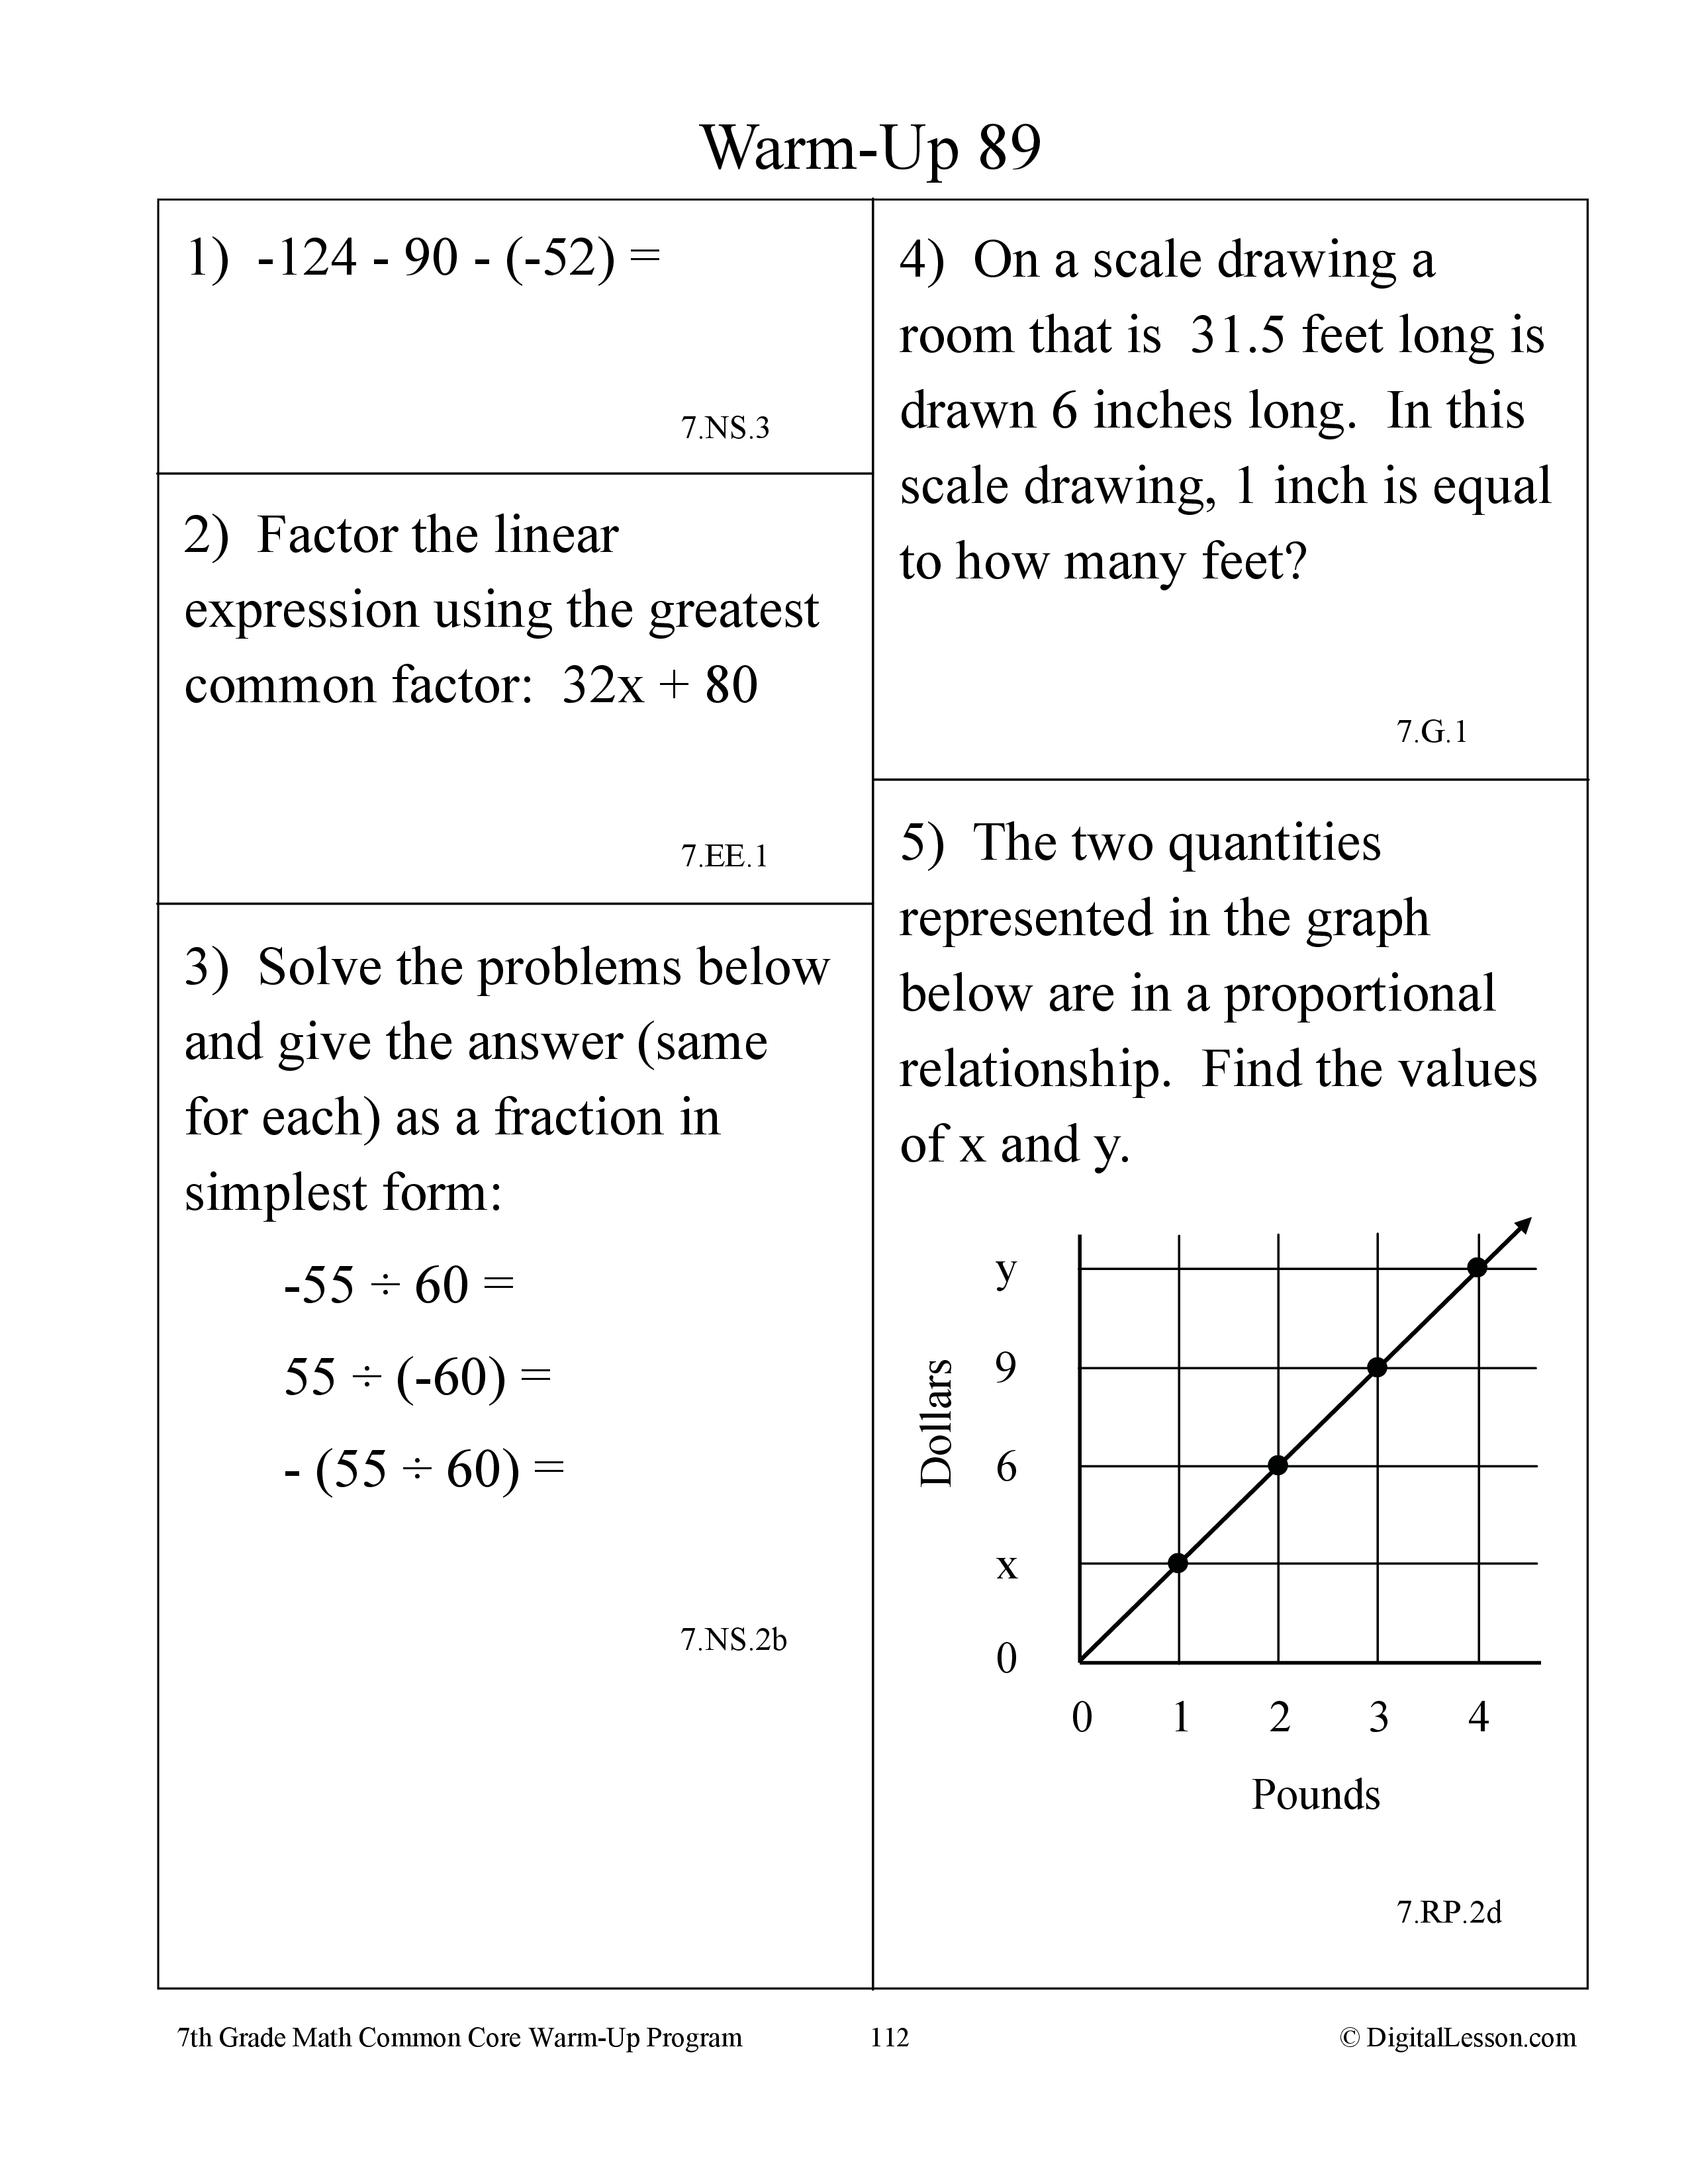 Warm-Up 89
1)  -124 - 90 - (-52) =
7.NS.3
2)  Factor the linear
expression using the greatest
common factor:  32x + 80
7.EE.1
3)  Solve the problems below
and give the answer (same
for each) as a fraction in
simplest form:
-55 ÷ 60 =
55 ÷ (-60) =
- (55 ÷ 60) =
7.NS.2b
4)  On a scale drawing a
room that is  31.5 feet long is
drawn 6 inches long.  In this
scale drawing, 1 inch is equal
to how many feet?
7.G.1
5)  The two quantities
represented in the graph
below are in a proportional
relationship.  Find the values
of x and y.
y
9
6
x
0
Dollars
0 1 2 3 4
Pounds
7.RP.2d
7th Grade Math Common Core Warm-Up Program 112 © DigitalLesson.com